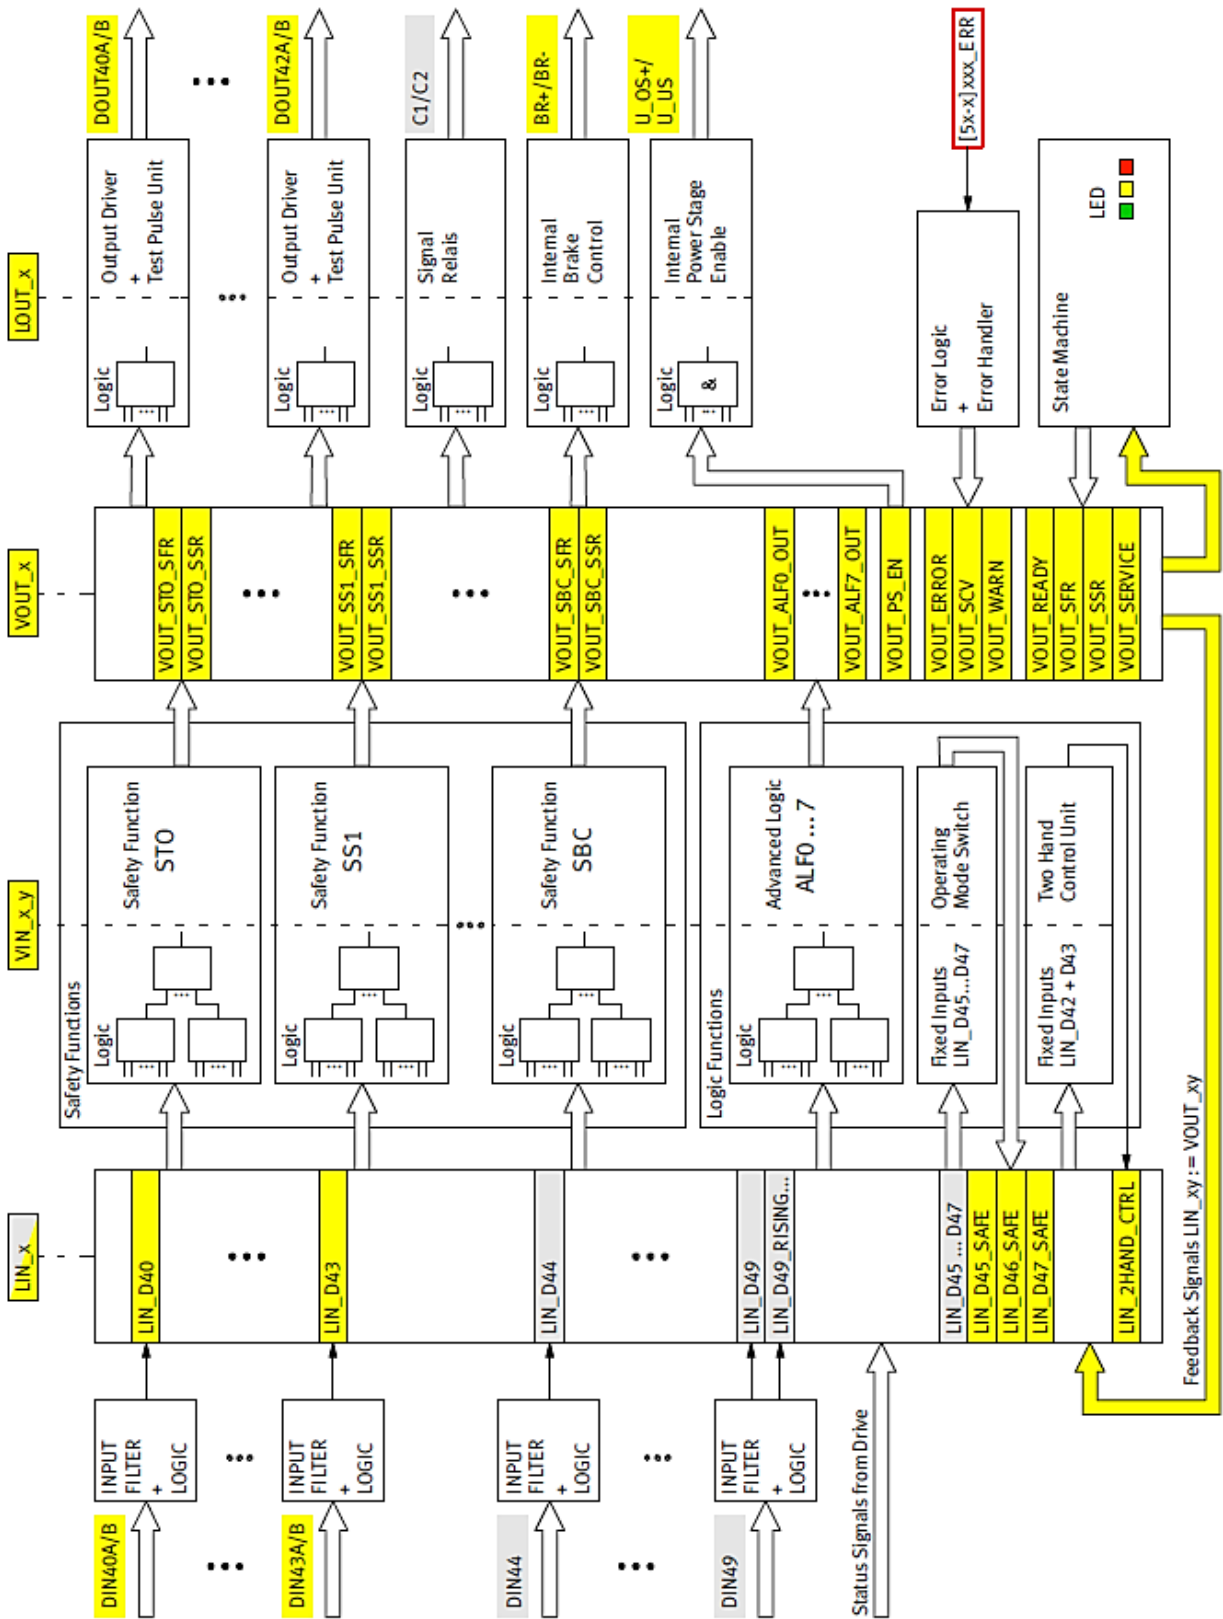 LIN_x
VIN_x_y
VOUT_x
LOUT_x
DIN40A/B
INPUT
FILTER
+
LOGIC
LIN_D40
Safety Functions
Logic
Safety Function
STO
VOUT_STO_SFR
VOUT_STO_SSR
Logic
Output Driver
+
Test Pulse Unit
DOUT40A/B
DIN43A/B
INPUT
FILTER
+
LOGIC
LIN_D43
Logic
Safety Function
SS1
VOUT_SS1_SFR
VOUT_SS1_SSR
Logic
Output Driver
+
Test Pulse Unit
DOUT42A/B
Logic
Signal
Relais
C1/C2
DIN44
INPUT
FILTER
+
LOGIC
LIN_D44
Logic
Safety Function
SBC
VOUT_SBC_SFR
VOUT_SBC_SSR
Logic
Internal
Brake
Control
BR+/BR-
Logic
&
Internal
Power Stage
Enable
U_OS+/
U_US
DIN49
INPUT
FILTER
+
LOGIC
LIN_D49
LIN_D49_RISING...
Logic Functions
Logic
Advanced Logic
ALF0 ... 7
VOUT_ALF0_OUT
VOUT_ALF7_OUT
VOUT_PS_EN
Status Signals from Drive
LIN_D45 ... D47
LIN_D45_SAFE
LIN_D46_SAFE
LIN_D47_SAFE
Fixed Inputs
LIN_D45...D47
Operating
Mode Switch
VOUT_ERROR
VOUT_SCV
VOUT_WARN
Error Logic
+
Error Handler
[5x-x]xxx_ERR
LIN_2HAND_CTRL
Fixed Inputs
LIN_D42 + D43
Two Hand
Control Unit
VOUT_READY
VOUT_SFR
VOUT_SSR
VOUT_SERVICE
State Machine
LED
Feedback Signals LIN_xy := VOUT_xy